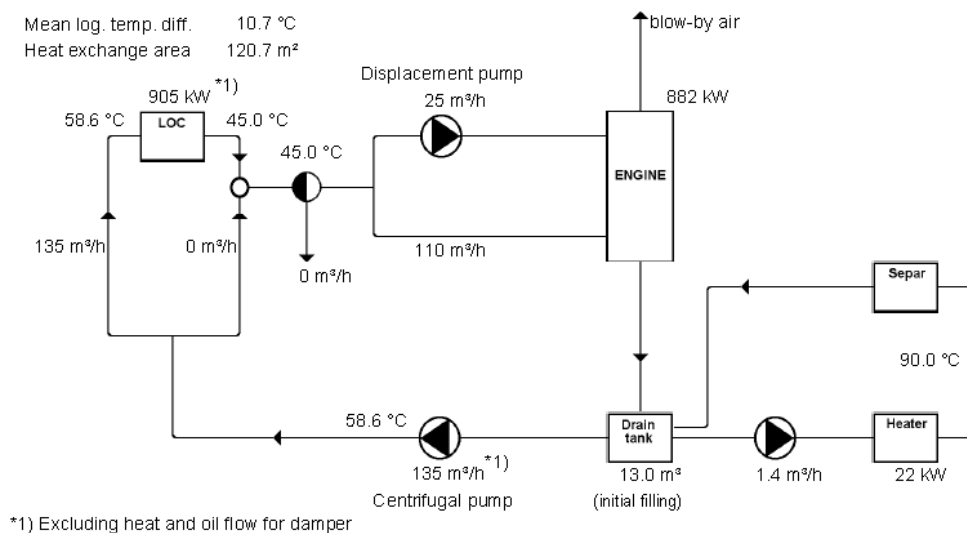 Mean log. temp. diff. 10.7 °C
Heat exchange area 120.7 m²
blow-by air
Displacement pump
25 m³/h
882 kW
905 kW *1)
58.6 °C
LOC
45.0 °C
45.0 °C
ENGINE
135 m³/h
0 m³/h
110 m³/h
0 m³/h
Separ
90.0 °C
58.6 °C
Drain
tank
Heater
135 m³/h *1)
13.0 m³
1.4 m³/h
22 kW
Centrifugal pump
(initial filling)
*1) Excluding heat and oil flow for damper